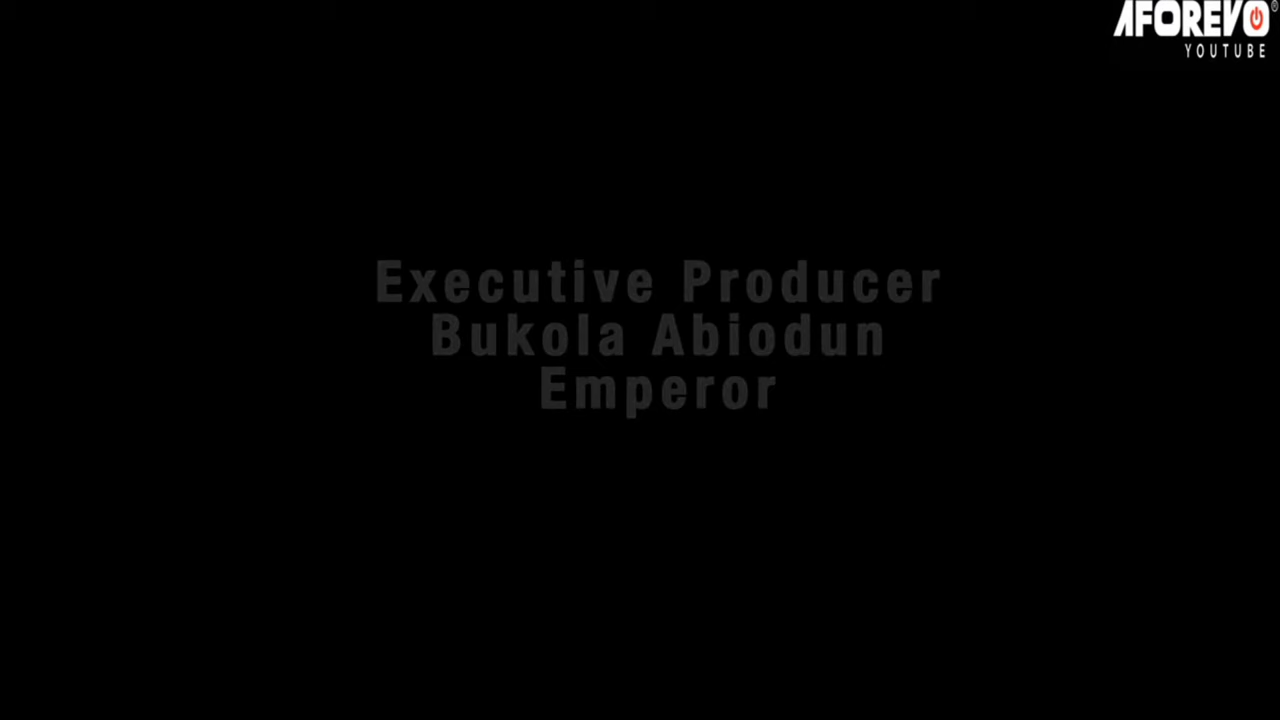 AFOREVO®
YOUTUBE
Executive Producer
Bukola Abiodun
Emperor